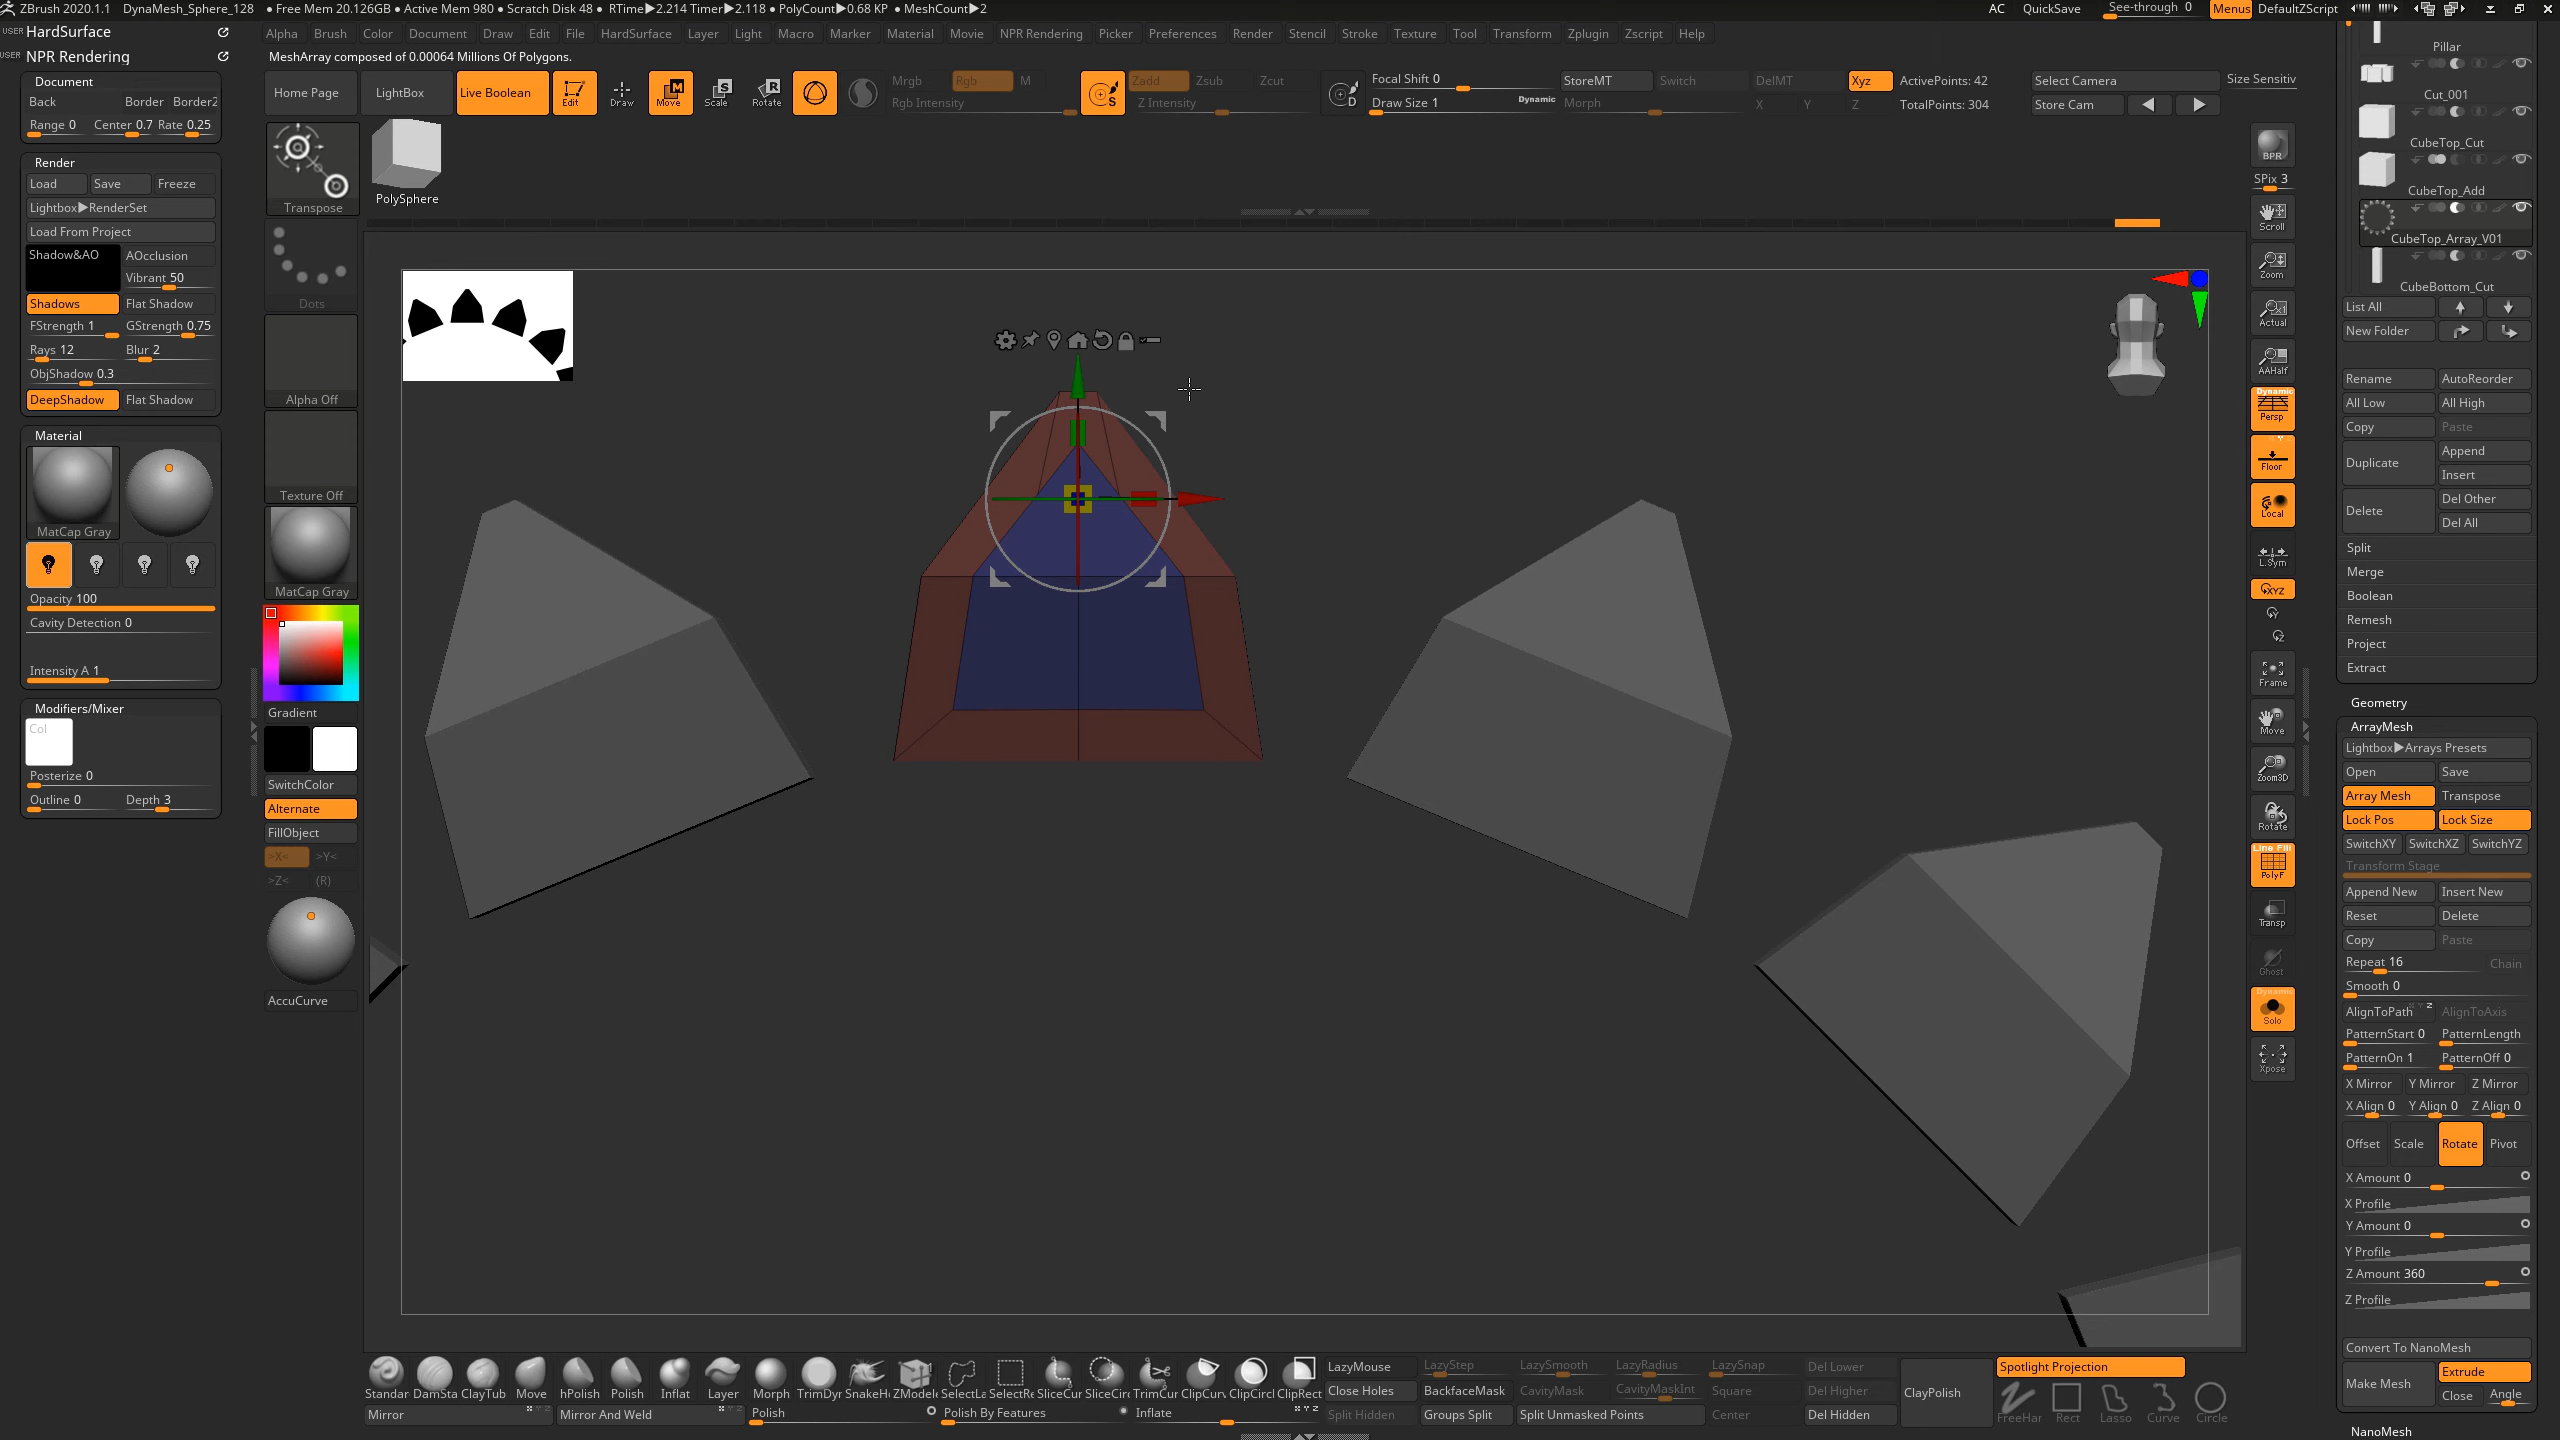 ZBrush 2020.1.1 DynaMesh_Sphere_128 • Free Mem 20.126GB • Active Mem 980 • Scratch Disk 48 • RTime▶2.214 Timer▶2.118 • PolyCount▶0.68 KP • MeshCount▶2 AC QuickSave See-through 0 Menus DefaultZScript
USER HardSurface
Alpha Brush Color Document Draw Edit File HardSurface Layer Light Macro Marker Material Movie NPR Rendering Picker Preferences Render Stencil Stroke Texture Tool Transform Zplugin Zscript Help
USER NPR Rendering
MeshArray composed of 0.00064 Millions Of Polygons.
Document
Back Border Border2
Range 0 Center 0.7 Rate 0.25
Render
Load Save Freeze
Lightbox▶RenderSet
Load From Project
Shadow&AO AOcclusion
Vibrant 50
Shadows Flat Shadow
FStrength 1 GStrength 0.75
Rays 12 Blur 2
ObjShadow 0.3
DeepShadow Flat Shadow
Material
MatCap Gray
Opacity 100
Cavity Detection 0
Intensity A 1
Modifiers/Mixer
Col
Posterize 0
Outline 0 Depth 3
Home Page LightBox Live Boolean Edit Draw Move Scale Rotate
Mrgb Rgb M Zadd Zsub Zcut
Rgb Intensity Z Intensity
Focal Shift 0
Draw Size 1 Dynamic
StoreMT Switch DelMT Xyz ActivePoints: 42
Morph X Y Z TotalPoints: 304
Select Camera Size Sensitiv
Store Cam
Transpose PolySphere
Dots
Alpha Off
Texture Off
MatCap Gray
Gradient
SwitchColor
Alternate
FillObject
>X< >Y<
>Z< (R)
AccuCurve
BPR
SPix 3
Scroll
Zoom
Actual
AAHalf
Dynamic
Persp
Floor
Local
L.Sym
XYZ
Y
Z
Frame
Move
Zoom3D
Rotate
Line Fill
PolyF
Transp
Ghost
Dynamic
Solo
Xpose
Pillar
Cut_001
CubeTop_Cut
CubeTop_Add
CubeTop_Array_V01
CubeBottom_Cut
List All
New Folder
Rename AutoReorder
All Low All High
Copy Paste
Duplicate Append
Insert
Delete Del Other
Del All
Split
Merge
Boolean
Remesh
Project
Extract
Geometry
ArrayMesh
Lightbox▶Arrays Presets
Open Save
Array Mesh Transpose
Lock Pos Lock Size
SwitchXY SwitchXZ SwitchYZ
Transform Stage
Append New Insert New
Reset Delete
Copy Paste
Repeat 16 Chain
Smooth 0
AlignToPath AlignToAxis
PatternStart 0 PatternLength
PatternOn 1 PatternOff 0
X Mirror Y Mirror Z Mirror
X Align 0 Y Align 0 Z Align 0
Offset Scale Rotate Pivot
X Amount 0
X Profile
Y Amount 0
Y Profile
Z Amount 360
Z Profile
Convert To NanoMesh
Make Mesh Extrude
Close Angle
NanoMesh
Standar DamSta ClayTub Move hPolish Polish Inflat Layer Morph TrimDyr SnakeHo ZModele SelectLa SelectRe SliceCur SliceCirc TrimCur ClipCurv ClipCircl ClipRect
Mirror Mirror And Weld Polish Polish By Features Inflate
LazyMouse LazyStep LazySmooth LazyRadius LazySnap Del Lower
Close Holes BackfaceMask CavityMask CavityMaskInt Square Del Higher
Split Hidden Groups Split Split Unmasked Points Center Del Hidden
ClayPolish
Spotlight Projection
FreeHar Rect Lasso Curve Circle